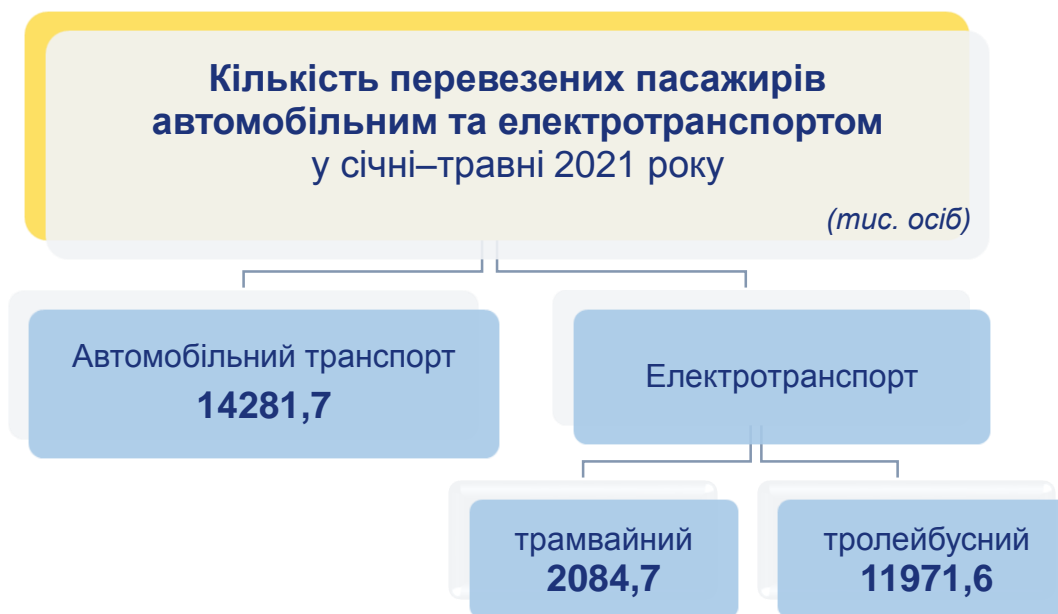 Кількість перевезених пасажирів
автомобільним та електротранспортом
у січні–травні 2021 року
(тис. осіб)
Автомобільний транспорт
14281,7
Електротранспорт
трамвайний
2084,7
тролейбусний
11971,6